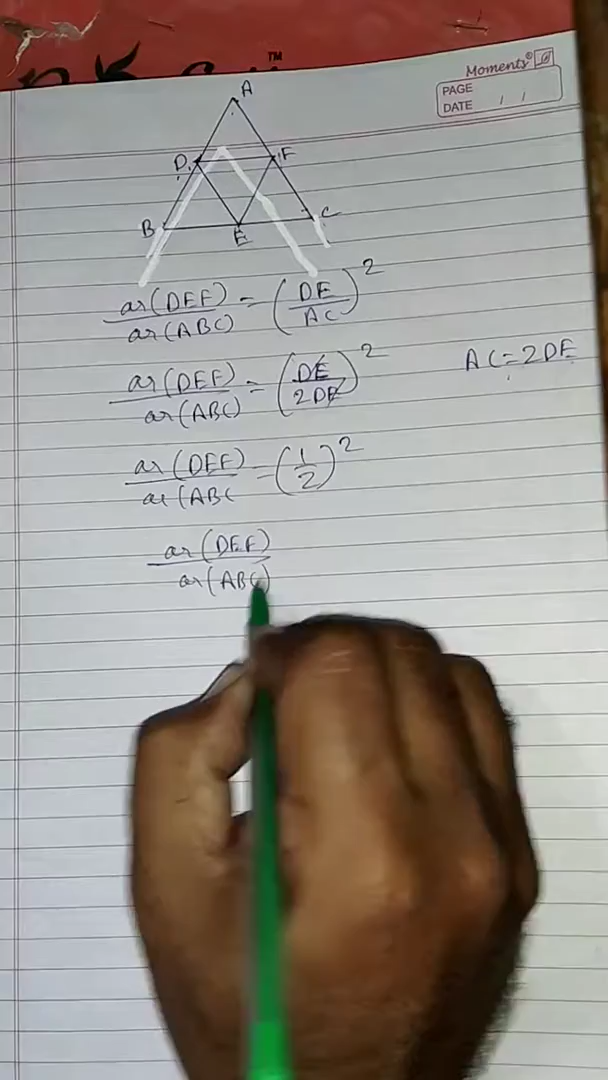 TM
Moments
PAGE
DATE / /
A
D F
B E C
ar(DEF) / ar(ABC) = (DE / AC)²
ar(DEF) / ar(ABC) = (DE / 2DE)² AC = 2DE
ar(DEF) / ar(ABC = (1/2)²
ar(DEF) / ar(ABC)